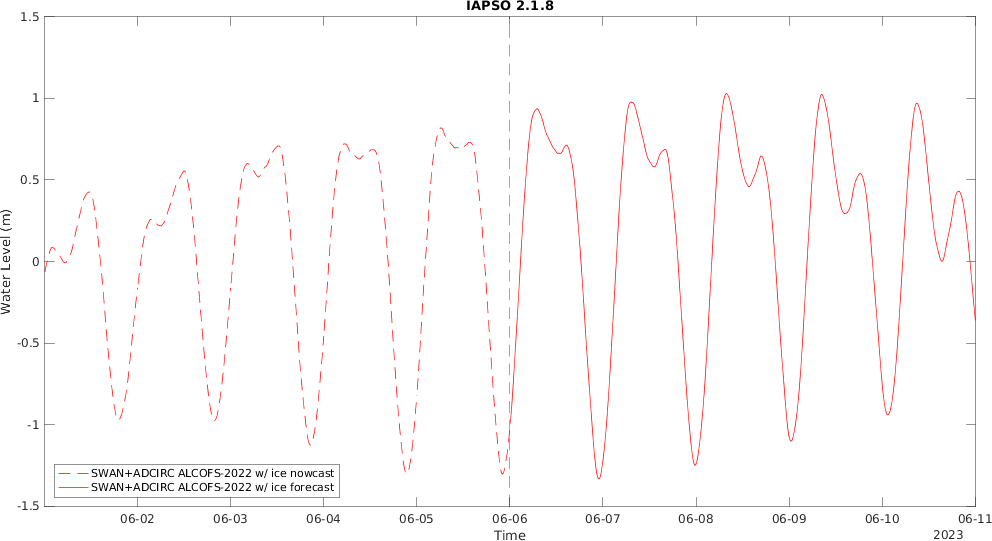 IAPSO 2.1.8
1.5
1
0.5
0
-0.5
-1
-1.5
Water Level (m)
SWAN+ADCIRC ALCOFS-2022 w/ ice nowcast
SWAN+ADCIRC ALCOFS-2022 w/ ice forecast
06-02 06-03 06-04 06-05 06-06 06-07 06-08 06-09 06-10 06-11
Time
2023